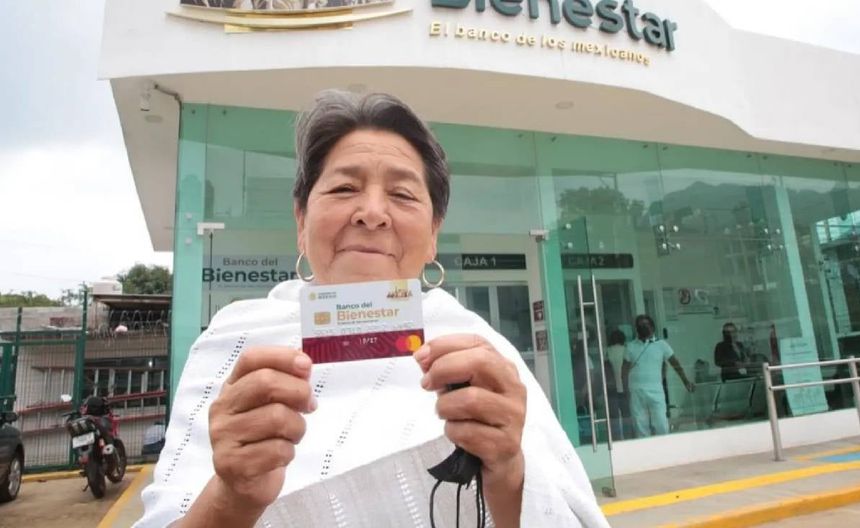 Bienestar
El banco de los mexicanos
Banco del
Bienestar
CAJA 1
CAJA 2
Banco del
Bienestar